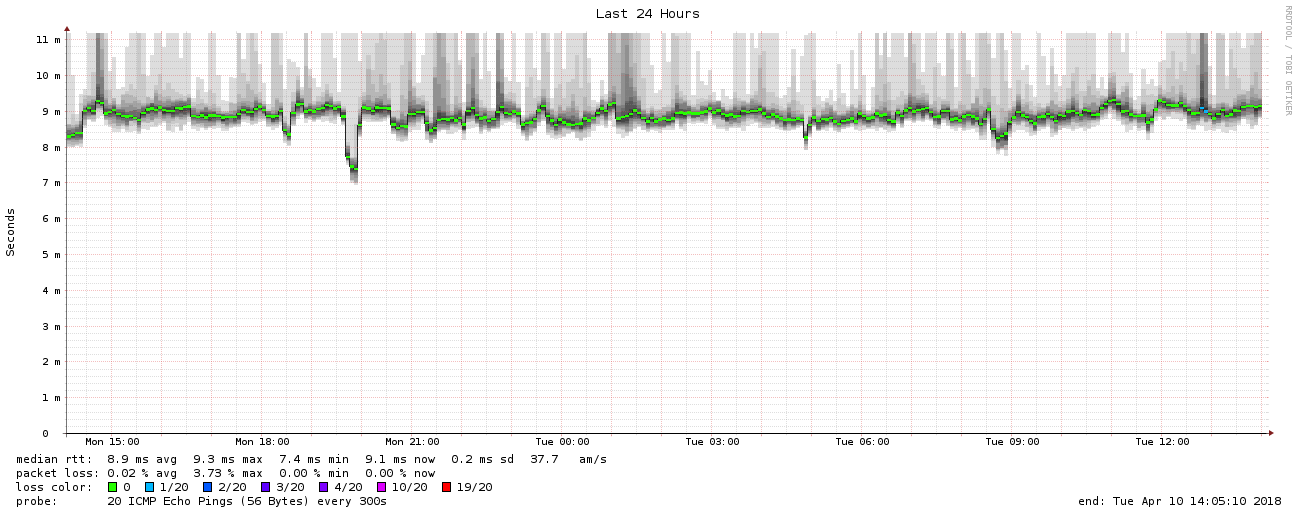 Last 24 Hours
RRDTOOL / TOBI OETIKER
Seconds
11 m
10 m
9 m
8 m
7 m
6 m
5 m
4 m
3 m
2 m
1 m
0
Mon 15:00 Mon 18:00 Mon 21:00 Tue 00:00 Tue 03:00 Tue 06:00 Tue 09:00 Tue 12:00
median rtt: 8.9 ms avg 9.3 ms max 7.4 ms min 9.1 ms now 0.2 ms sd 37.7 am/s
packet loss: 0.02 % avg 3.73 % max 0.00 % min 0.00 % now
loss color: 0 1/20 2/20 3/20 4/20 10/20 19/20
probe: 20 ICMP Echo Pings (56 Bytes) every 300s end: Tue Apr 10 14:05:10 2018